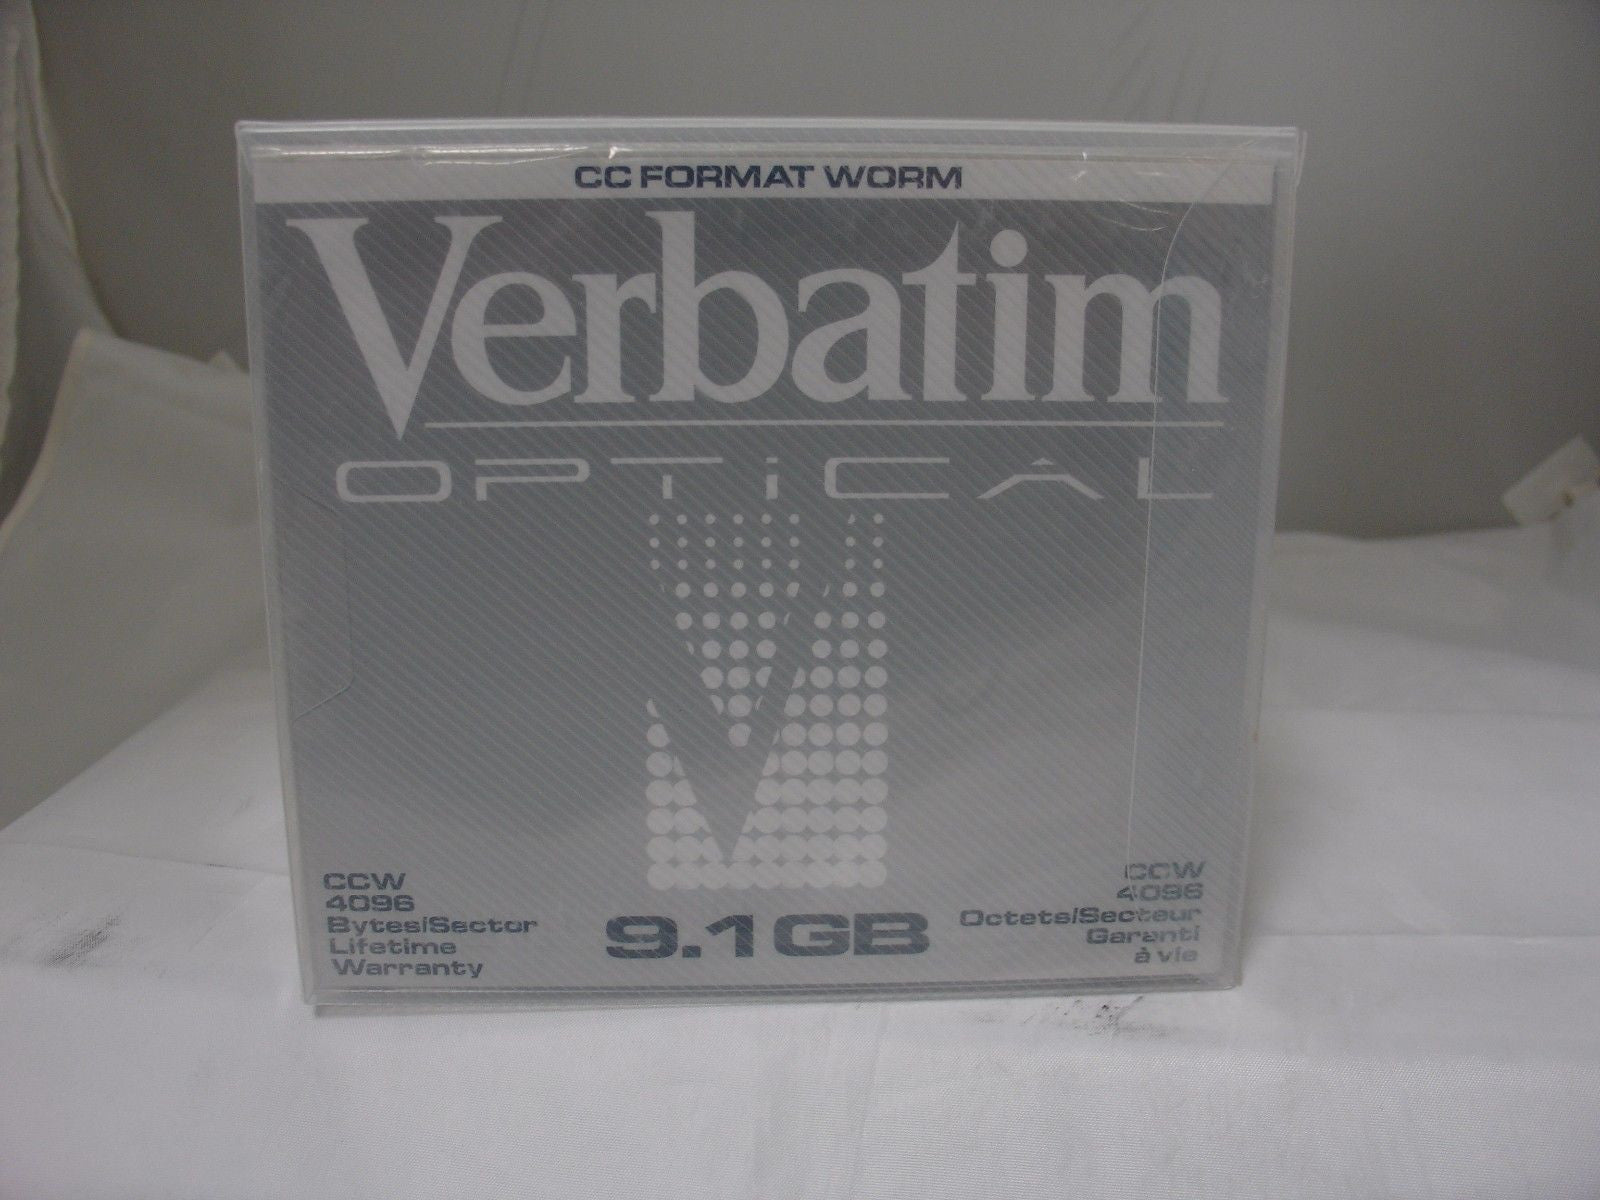 CC FORMAT WORM
Verbatim
OPTiCAL
CCW
4096
Bytes/Sector
Lifetime
Warranty
9.1GB
CCW
4096
Octets/Secteur
Garanti
à vie